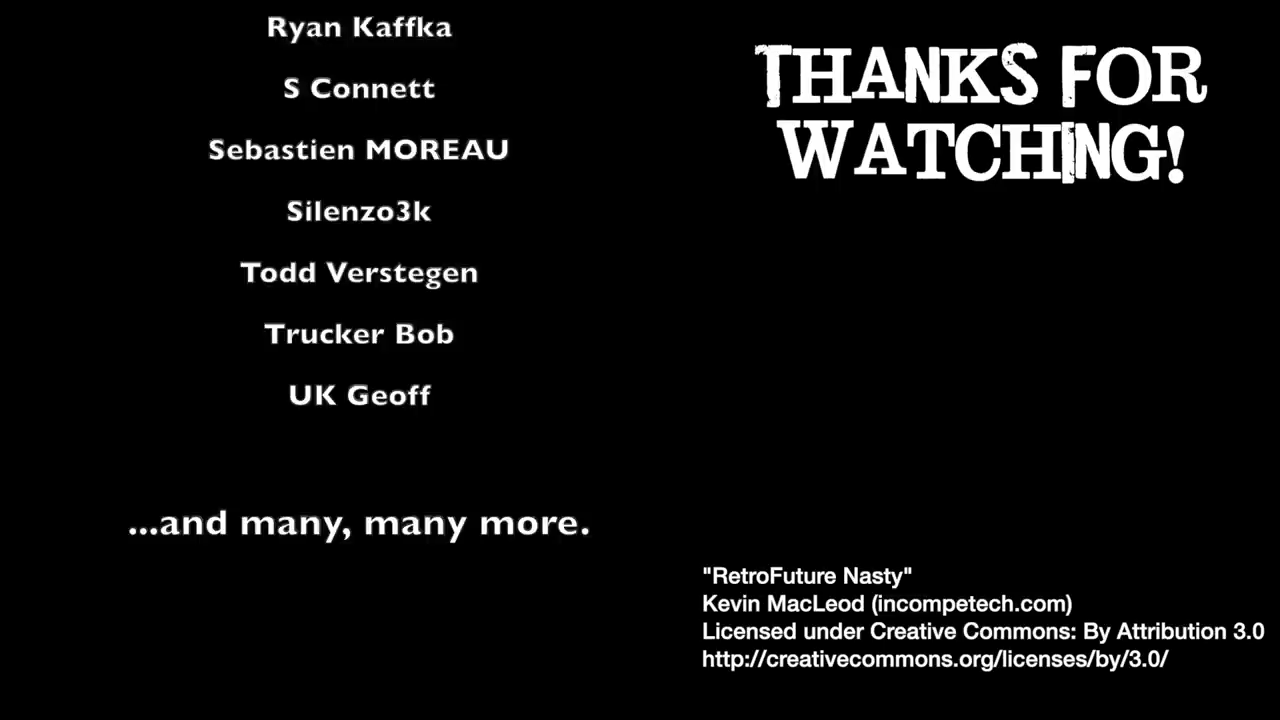 Ryan Kaffka
S Connett
Sebastien MOREAU
Silenzo3k
Todd Verstegen
Trucker Bob
UK Geoff
...and many, many more.
THANKS FOR
WATCHING!
"RetroFuture Nasty"
Kevin MacLeod (incompetech.com)
Licensed under Creative Commons: By Attribution 3.0
http://creativecommons.org/licenses/by/3.0/